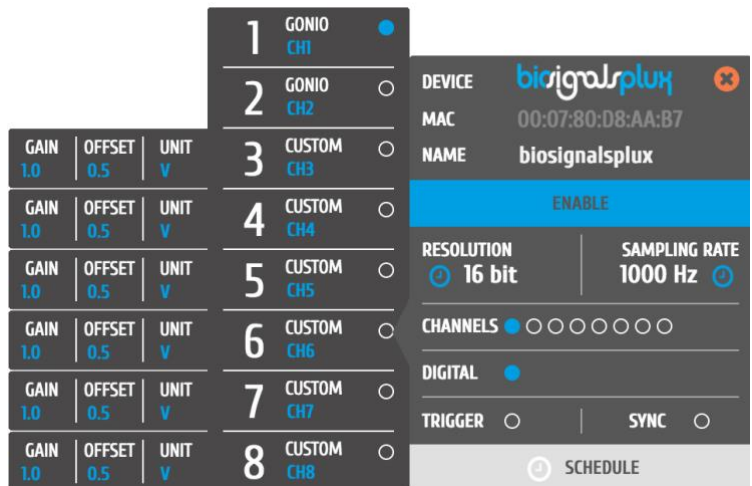 1 GONIO
CH1
2 GONIO
CH2
GAIN OFFSET UNIT
1.0 0.5 V
3 CUSTOM
CH3
GAIN OFFSET UNIT
1.0 0.5 V
4 CUSTOM
CH4
GAIN OFFSET UNIT
1.0 0.5 V
5 CUSTOM
CH5
GAIN OFFSET UNIT
1.0 0.5 V
6 CUSTOM
CH6
GAIN OFFSET UNIT
1.0 0.5 V
7 CUSTOM
CH7
GAIN OFFSET UNIT
1.0 0.5 V
8 CUSTOM
CH8
DEVICE biosignalsplux
MAC 00:07:80:D8:AA:B7
NAME biosignalsplux
ENABLE
RESOLUTION
16 bit
SAMPLING RATE
1000 Hz
CHANNELS
DIGITAL
TRIGGER SYNC
SCHEDULE